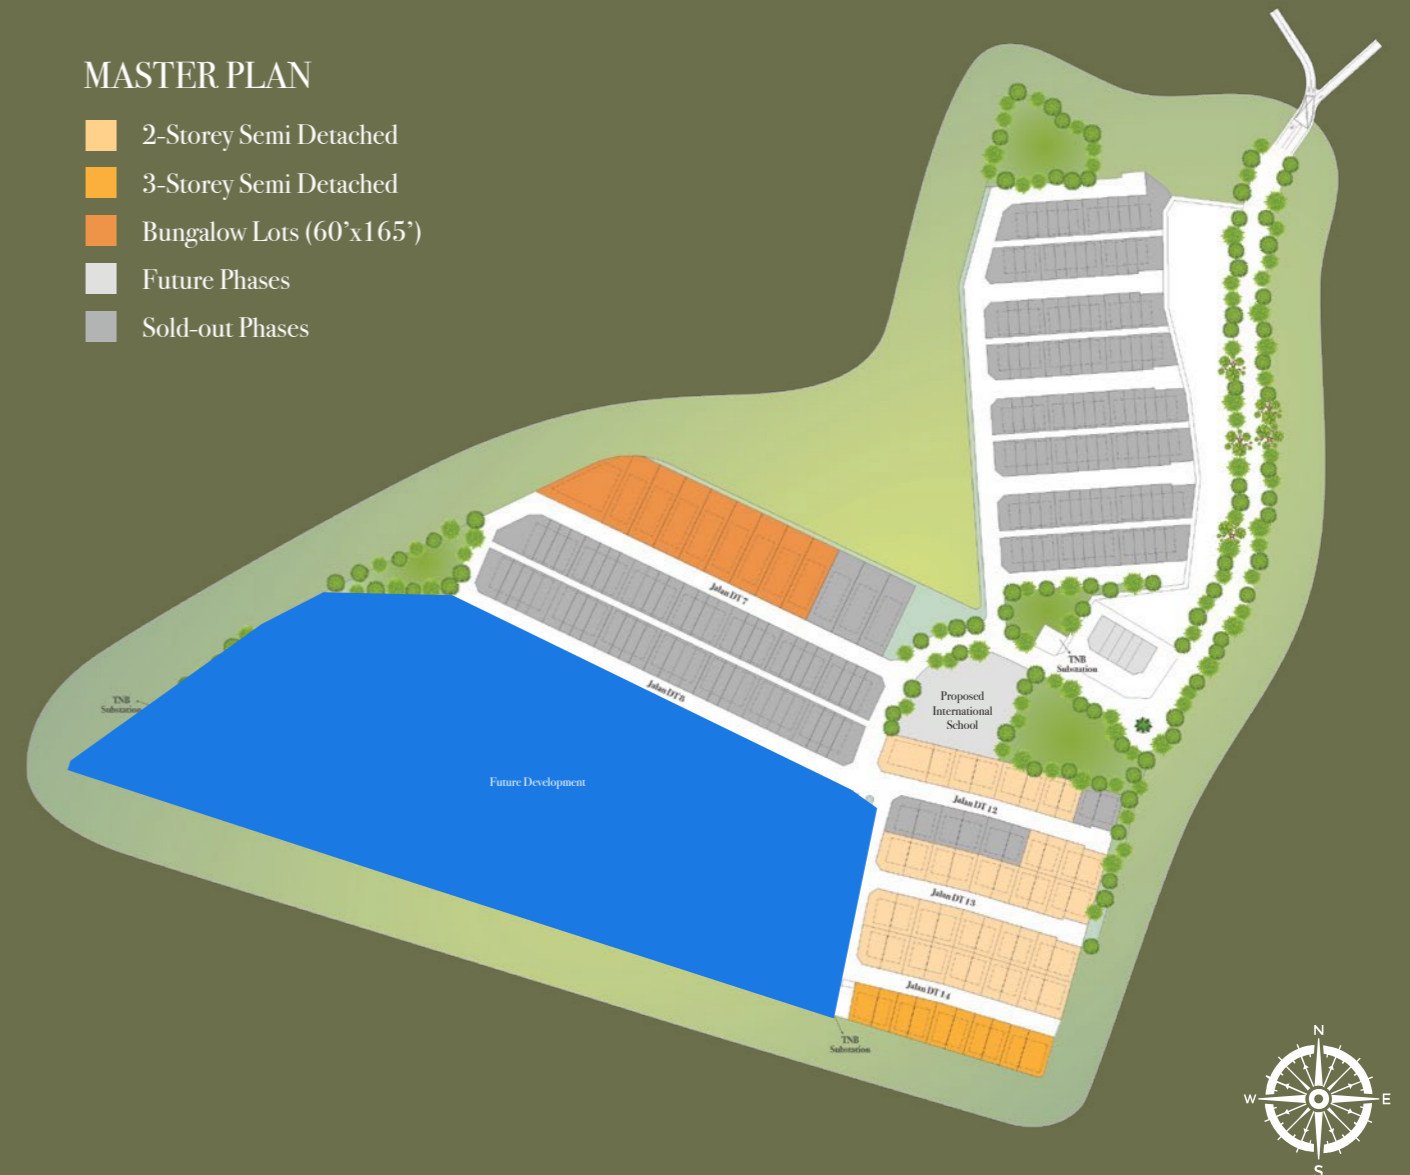 MASTER PLAN
2-Storey Semi Detached
3-Storey Semi Detached
Bungalow Lots (60’x165’)
Future Phases
Sold-out Phases
Jalan DT 7
Jalan DT 8
TNB
Substation
TNB
Substation
Proposed
International
School
Future Development
Jalan DT 12
Jalan DT 13
Jalan DT 14
TNB
Substation
N
W
E
S